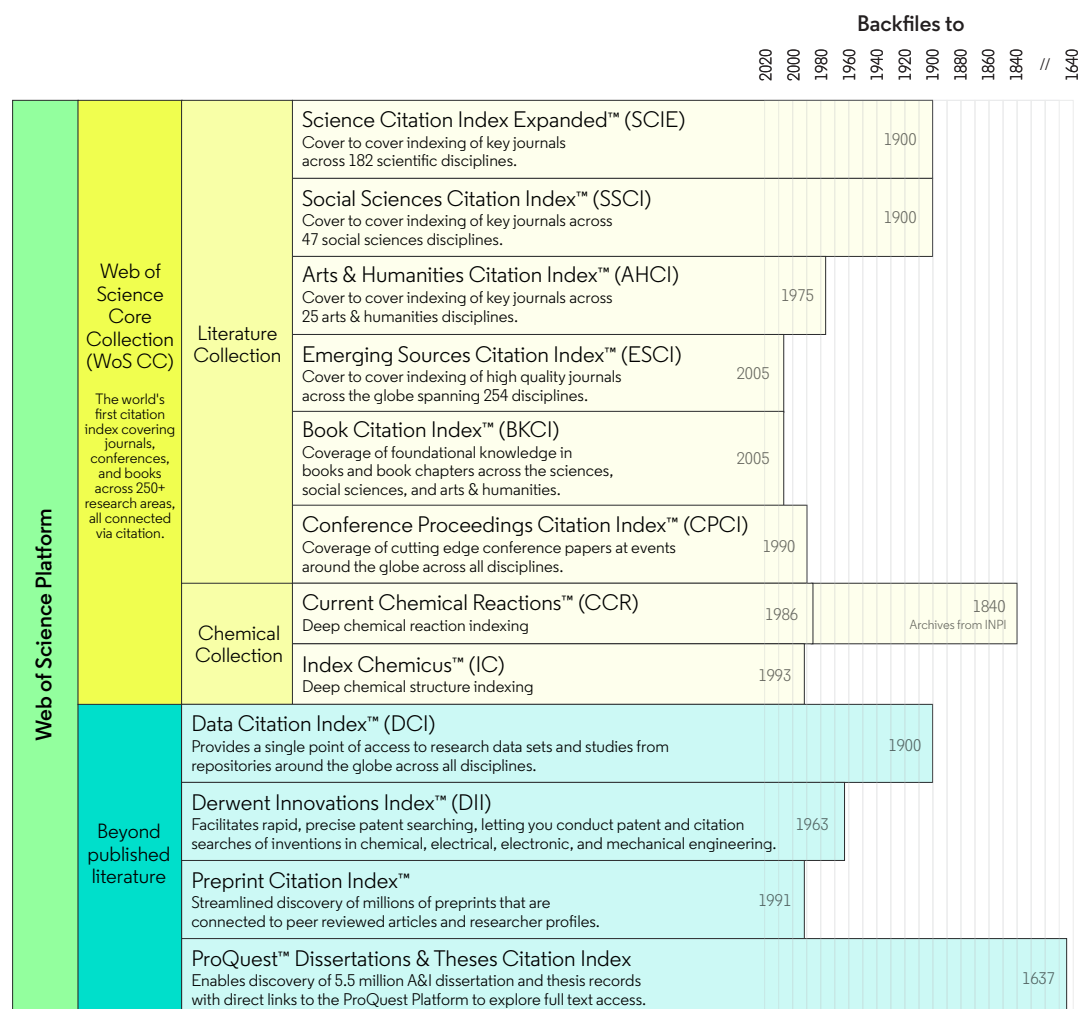 Backfiles to
2020
2000
1980
1960
1940
1920
1900
1880
1860
1840
//
1640
Web of Science Platform
Web of
Science
Core
Collection
(WoS CC)
The world's
first citation
index covering
journals,
conferences,
and books
across 250+
research areas,
all connected
via citation.
Literature
Collection
Science Citation Index Expanded™ (SCIE)
Cover to cover indexing of key journals
across 182 scientific disciplines.
1900
Social Sciences Citation Index™ (SSCI)
Cover to cover indexing of key journals across
47 social sciences disciplines.
1900
Arts & Humanities Citation Index™ (AHCI)
Cover to cover indexing of key journals across
25 arts & humanities disciplines.
1975
Emerging Sources Citation Index™ (ESCI)
Cover to cover indexing of high quality journals
across the globe spanning 254 disciplines.
2005
Book Citation Index™ (BKCI)
Coverage of foundational knowledge in
books and book chapters across the sciences,
social sciences, and arts & humanities.
2005
Conference Proceedings Citation Index™ (CPCI)
Coverage of cutting edge conference papers at events
around the globe across all disciplines.
1990
Chemical
Collection
Current Chemical Reactions™ (CCR)
Deep chemical reaction indexing
1986
1840
Archives from INPI
Index Chemicus™ (IC)
Deep chemical structure indexing
1993
Beyond
published
literature
Data Citation Index™ (DCI)
Provides a single point of access to research data sets and studies from
repositories around the globe across all disciplines.
1900
Derwent Innovations Index™ (DII)
Facilitates rapid, precise patent searching, letting you conduct patent and citation
searches of inventions in chemical, electrical, electronic, and mechanical engineering.
1963
Preprint Citation Index™
Streamlined discovery of millions of preprints that are
connected to peer reviewed articles and researcher profiles.
1991
ProQuest™ Dissertations & Theses Citation Index
Enables discovery of 5.5 million A&I dissertation and thesis records
with direct links to the ProQuest Platform to explore full text access.
1637